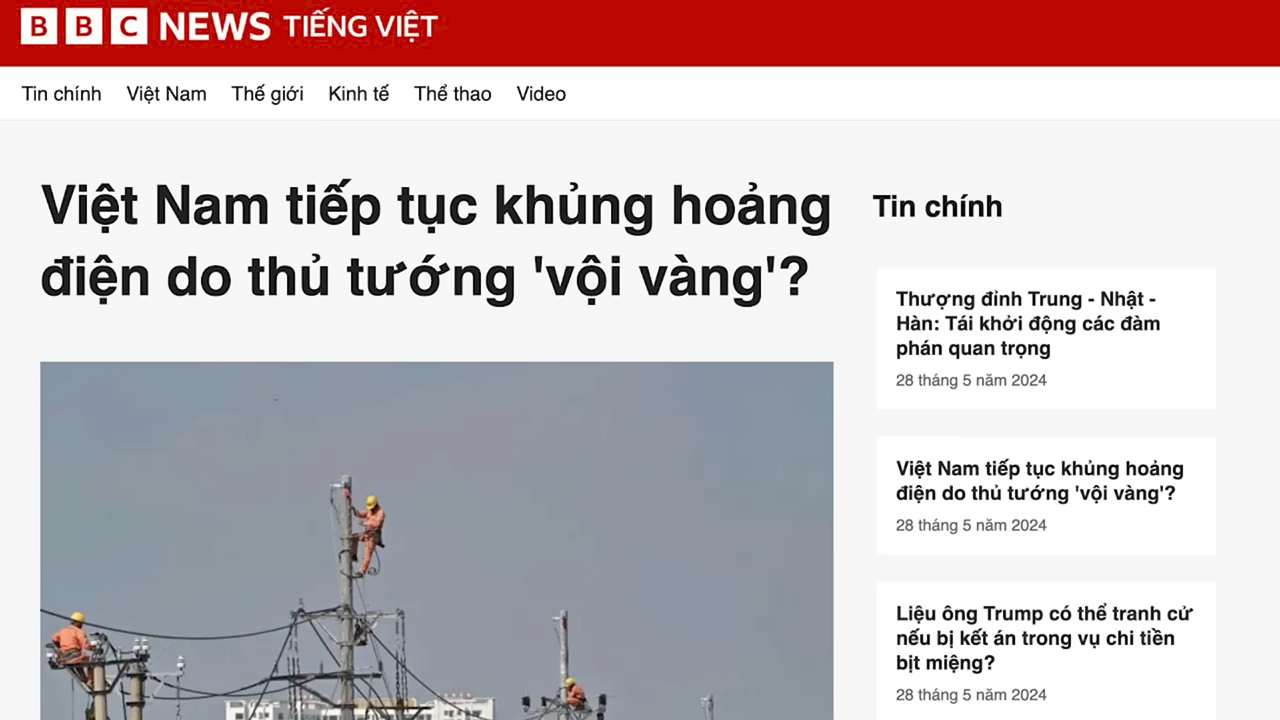 BBC NEWS TIẾNG VIỆT
Tin chính Việt Nam Thế giới Kinh tế Thể thao Video
Việt Nam tiếp tục khủng hoảng
điện do thủ tướng 'vội vàng'?
Tin chính
Thượng đỉnh Trung - Nhật -
Hàn: Tái khởi động các đàm
phán quan trọng
28 tháng 5 năm 2024
Việt Nam tiếp tục khủng hoảng
điện do thủ tướng 'vội vàng'?
28 tháng 5 năm 2024
Liệu ông Trump có thể tranh cử
nếu bị kết án trong vụ chi tiền
bịt miệng?
28 tháng 5 năm 2024